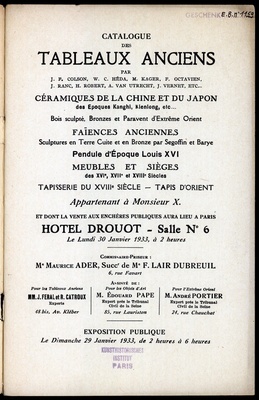 GESCHENK
E.B.n° 1169
CATALOGUE
DES
TABLEAUX ANCIENS
PAR
J. F. COLSON, W. C. HÉDA, M. KAGER, F. OCTAVIEN,
J. RANC, H. ROBERT, A. VAN UTRECHT, J. VERNET, ETC..
CÉRAMIQUES DE LA CHINE ET DU JAPON
des Epoques Kanghi, Kienlong, etc...
Bois sculpté, Bronzes et Paravent d'Extrême Orient
FAÏENCES ANCIENNES
Sculptures en Terre Cuite et en Bronze par Segoffin et Barye
Pendule d'Époque Louis XVI
MEUBLES ET SIÈGES
des XVIᵉ, XVIIᵉ et XVIIIᵉ Siècles
TAPISSERIE DU XVIIIᵉ SIÈCLE — TAPIS D'ORIENT
Appartenant à Monsieur X.
ET DONT LA VENTE AUX ENCHÈRES PUBLIQUES AURA LIEU A PARIS
HOTEL DROUOT - Salle N° 6
Le Lundi 30 Janvier 1933, à 2 heures
COMMISSAIRE-PRISEUR :
Mᵉ MAURICE ADER, Succʳ de Mᵉ F. LAIR DUBREUIL
6, rue Favart
ASSISTÉ DE :
Pour les Tableaux Anciens
MM. J. FERAL et R. CATROUX
Experts
48 bis, Av. Kléber
Pour les Objets d'Art
M. ÉDOUARD PAPE
Expert près le Tribunal
Civil de la Seine
85, rue Lauriston
Pour l'Extrême Orient
M. ANDRÉ PORTIER
Expert près le Tribunal
Civil de la Seine
24, rue Chauchat
EXPOSITION PUBLIQUE
Le Dimanche 29 Janvier 1933, de 2 heures à 6 heures
KUNSTHISTORISCHES
INSTITUT
PARIS